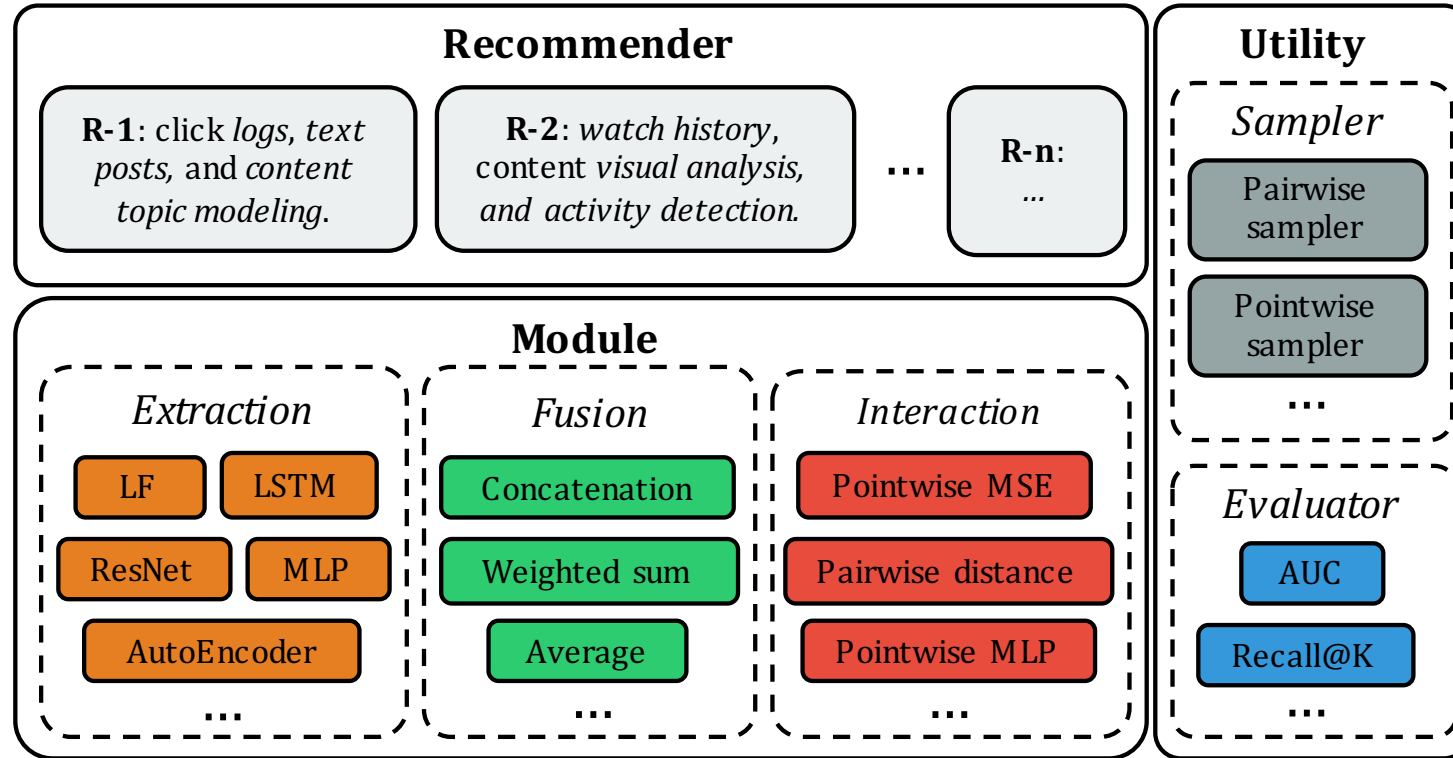 Recommender
R-1: click logs, text
posts, and content
topic modeling.
R-2: watch history,
content visual analysis,
and activity detection.
...
R-n:
...
Module
Extraction
LF
LSTM
ResNet
MLP
AutoEncoder
...
Fusion
Concatenation
Weighted sum
Average
...
Interaction
Pointwise MSE
Pairwise distance
Pointwise MLP
...
Utility
Sampler
Pairwise
sampler
Pointwise
sampler
...
Evaluator
AUC
Recall@K
...